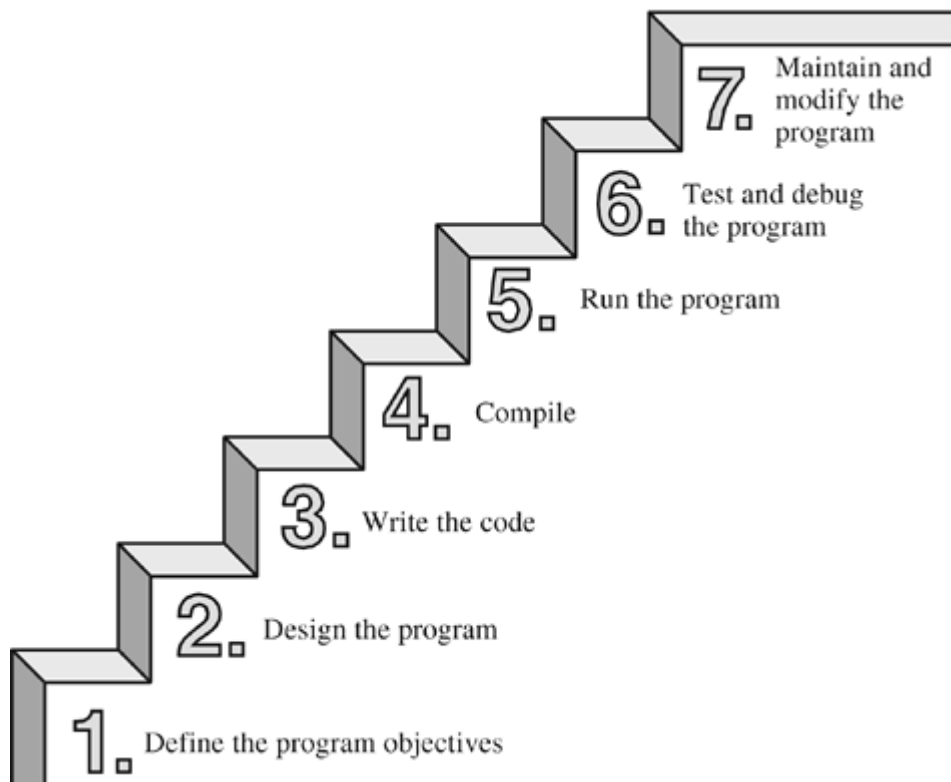 7. Maintain and
modify the
program
6. Test and debug
the program
5. Run the program
4. Compile
3. Write the code
2. Design the program
1. Define the program objectives